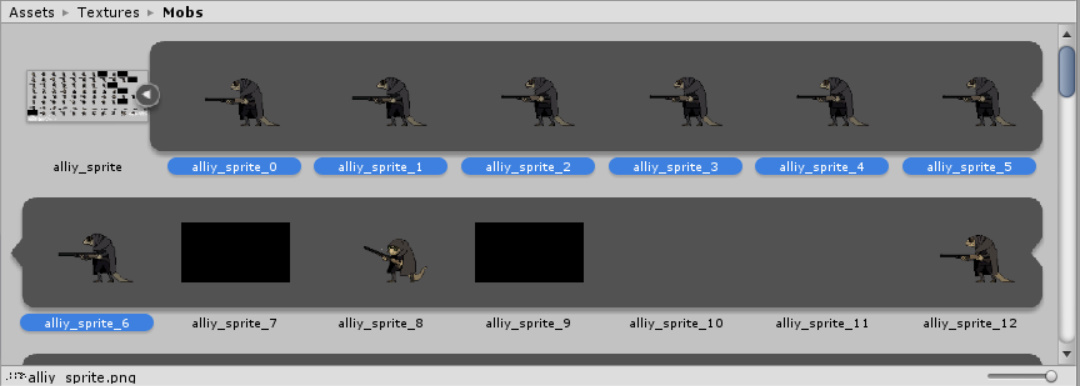 Assets ▸ Textures ▸ Mobs
alliy_sprite alliy_sprite_0 alliy_sprite_1 alliy_sprite_2 alliy_sprite_3 alliy_sprite_4 alliy_sprite_5
alliy_sprite_6 alliy_sprite_7 alliy_sprite_8 alliy_sprite_9 alliy_sprite_10 alliy_sprite_11 alliy_sprite_12
alliy_sprite.png